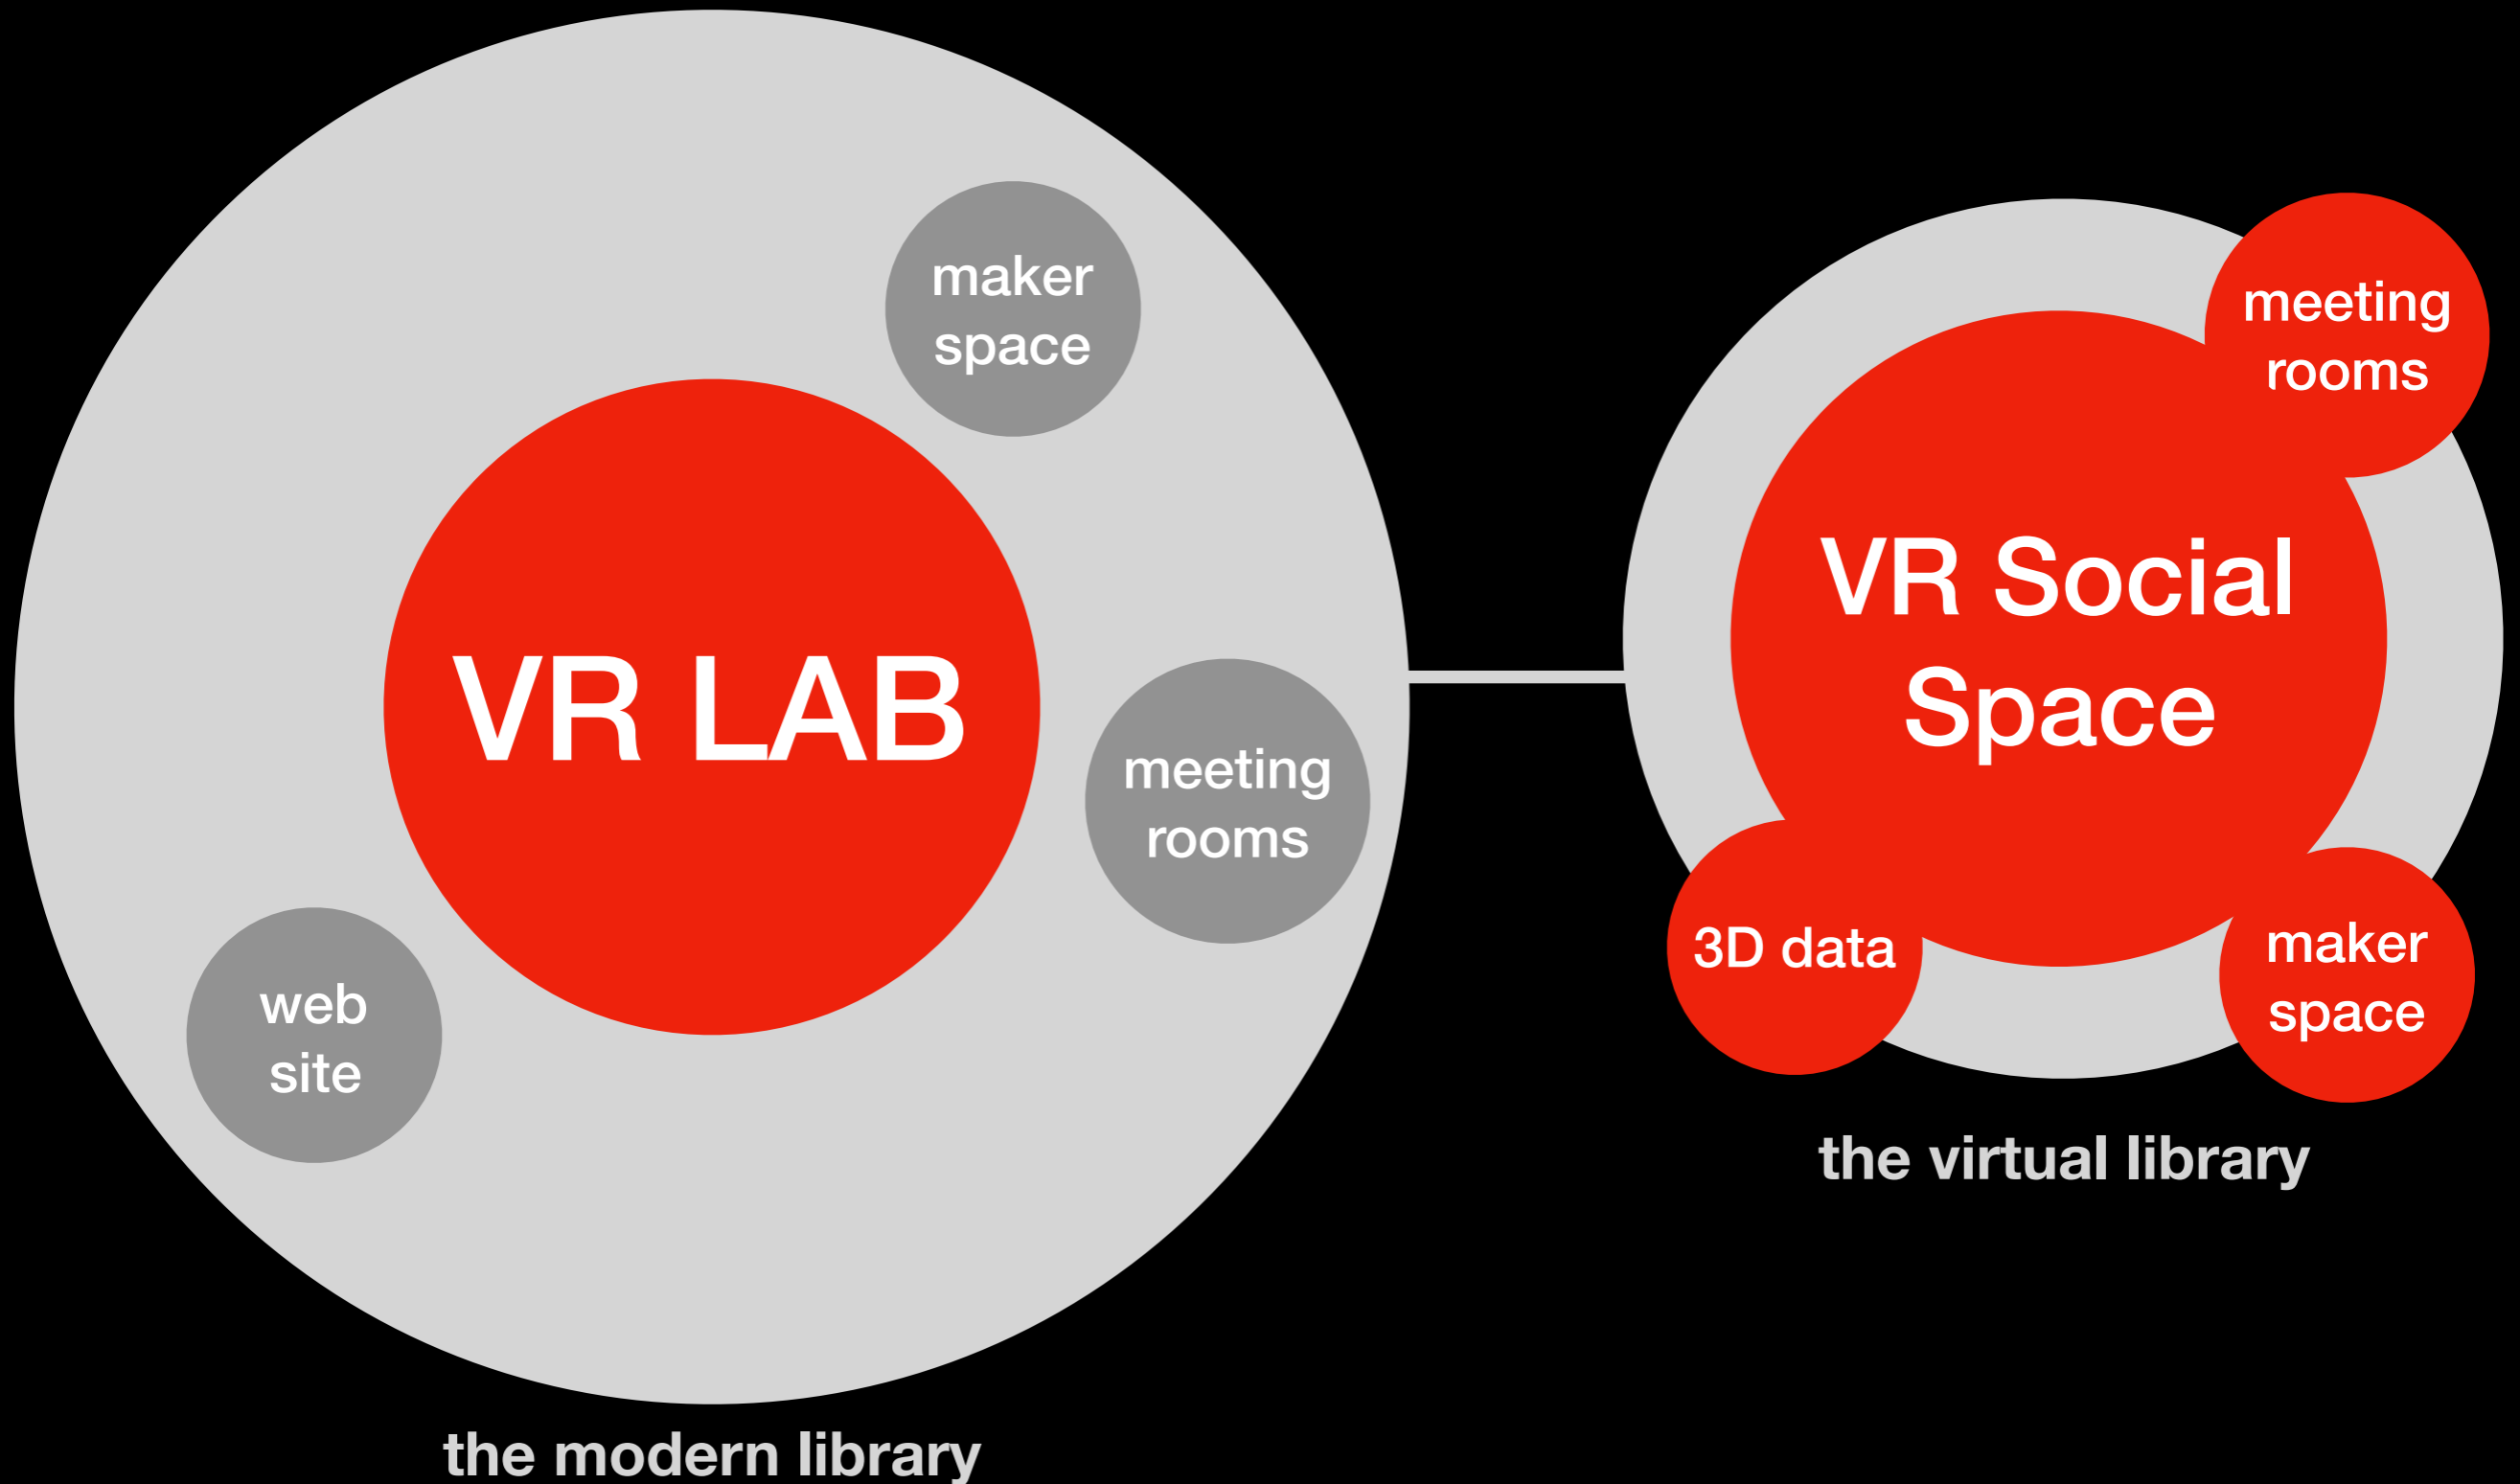 maker
space
VR LAB
meeting
rooms
web
site
the modern library
meeting
rooms
VR Social
Space
3D data
maker
space
the virtual library